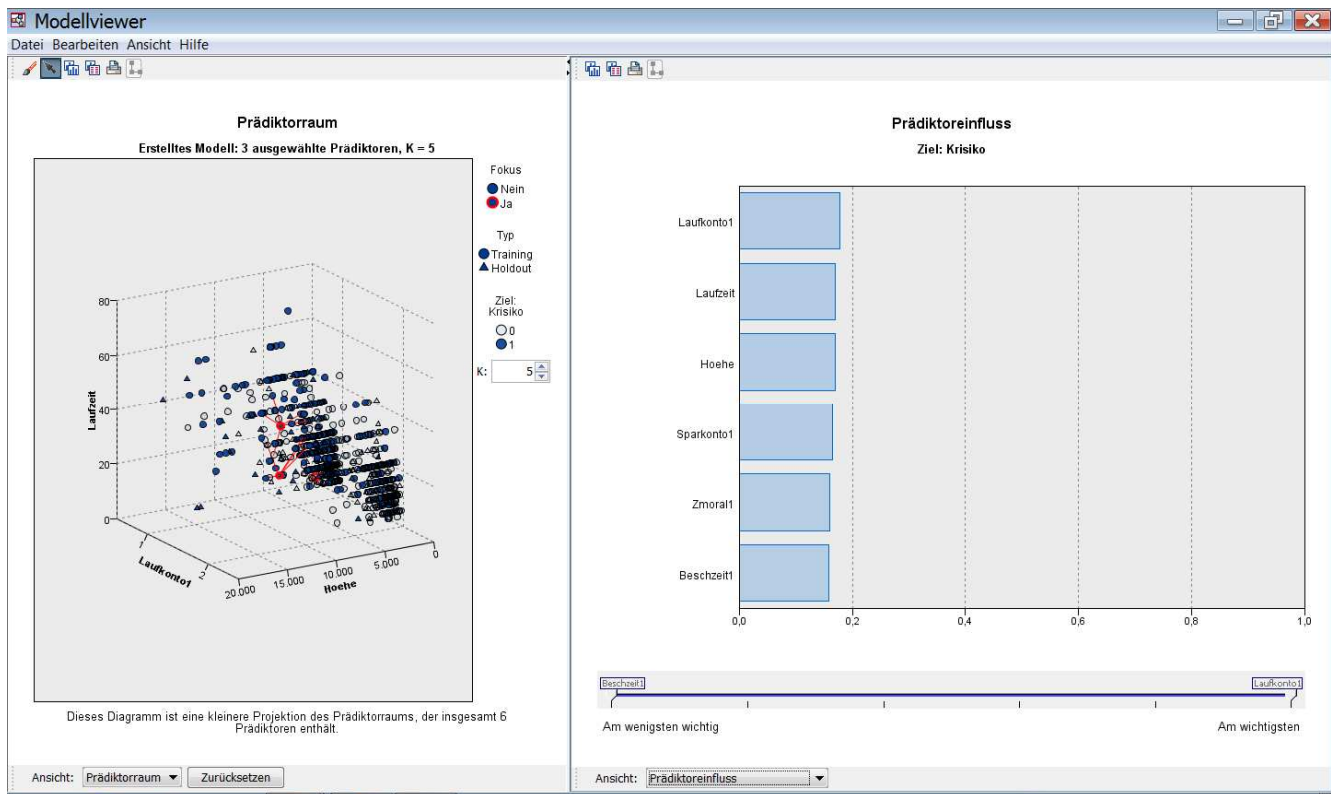 Modellviewer
Datei Bearbeiten Ansicht Hilfe
Prädiktorraum
Erstelltes Modell: 3 ausgewählte Prädiktoren, K = 5
Fokus
Nein
Ja
Typ
Training
Holdout
Ziel:
Krisiko
0
1
K: 5
80
60
40
20
0
Laufzeit
1
2
Laufkonto1
20.000
15.000
10.000
5.000
0
Hoehe
Dieses Diagramm ist eine kleinere Projektion des Prädiktorraums, der insgesamt 6
Prädiktoren enthält.
Ansicht: Prädiktorraum Zurücksetzen
Prädiktoreinfluss
Ziel: Krisiko
Laufkonto1
Laufzeit
Hoehe
Sparkonto1
Zmoral1
Beschzeit1
0,0 0,2 0,4 0,6 0,8 1,0
Beschzeit1 Laufkonto1
Am wenigsten wichtig Am wichtigsten
Ansicht: Prädiktoreinfluss